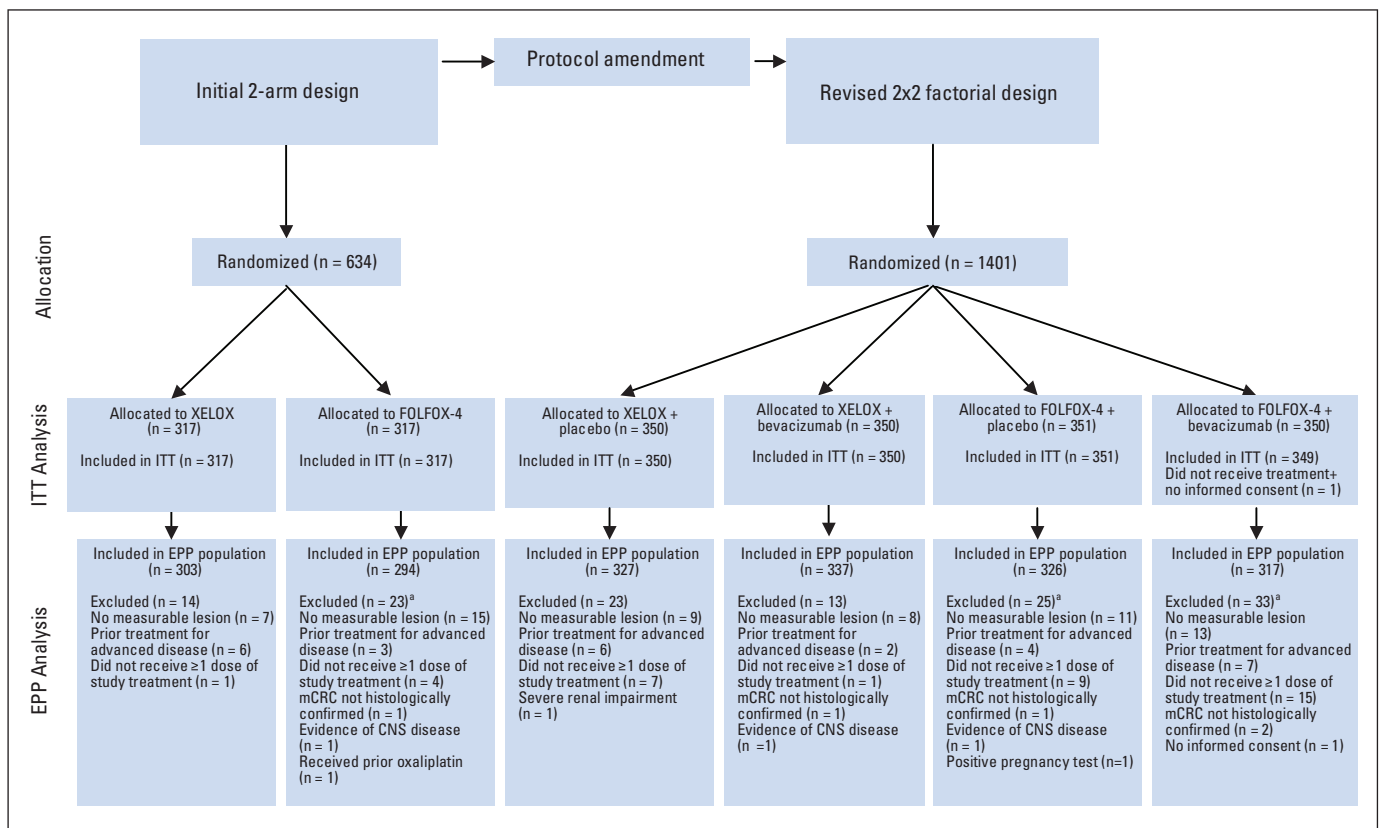 Initial 2-arm design
Protocol amendment
Revised 2x2 factorial design
Allocation
Randomized (n = 634)
Randomized (n = 1401)
ITT Analysis
Allocated to XELOX
(n = 317)
Included in ITT (n = 317)
Allocated to FOLFOX-4
(n = 317)
Included in ITT (n = 317)
Allocated to XELOX +
placebo (n = 350)
Included in ITT (n = 350)
Allocated to XELOX +
bevacizumab (n = 350)
Included in ITT (n = 350)
Allocated to FOLFOX-4 +
placebo (n = 351)
Included in ITT (n = 351)
Allocated to FOLFOX-4 +
bevacizumab (n = 350)
Included in ITT (n = 349)
Did not receive treatment+
no informed consent (n = 1)
EPP Analysis
Included in EPP population
(n = 303)
Excluded (n = 14)
No measurable lesion (n = 7)
Prior treatment for
advanced disease (n = 6)
Did not receive ≥1 dose of
study treatment (n = 1)
Included in EPP population
(n = 294)
Excluded (n = 23)a
No measurable lesion (n = 15)
Prior treatment for advanced
disease (n = 3)
Did not receive ≥1 dose of
study treatment (n = 4)
mCRC not histologically
confirmed (n = 1)
Evidence of CNS disease
(n = 1)
Received prior oxaliplatin
(n = 1)
Included in EPP population
(n = 327)
Excluded (n = 23)
No measurable lesion (n = 9)
Prior treatment for advanced
disease (n = 6)
Did not receive ≥1 dose of
study treatment (n = 7)
Severe renal impairment
(n = 1)
Included in EPP population
(n = 337)
Excluded (n = 13)
No measurable lesion (n = 8)
Prior treatment for
advanced disease (n = 2)
Did not receive ≥1 dose of
study treatment (n = 1)
mCRC not histologically
confirmed (n = 1)
Evidence of CNS disease
(n =1)
Included in EPP population
(n = 326)
Excluded (n = 25)a
No measurable lesion (n = 11)
Prior treatment for advanced
disease (n = 4)
Did not receive ≥1 dose of
study treatment (n = 9)
mCRC not histologically
confirmed (n = 1)
Evidence of CNS disease
(n = 1)
Positive pregnancy test (n=1)
Included in EPP population
(n = 317)
Excluded (n = 33)a
No measurable lesion
(n = 13)
Prior treatment for advanced
disease (n = 7)
Did not receive ≥1 dose of
study treatment (n = 15)
mCRC not histologically
confirmed (n = 2)
No informed consent (n = 1)